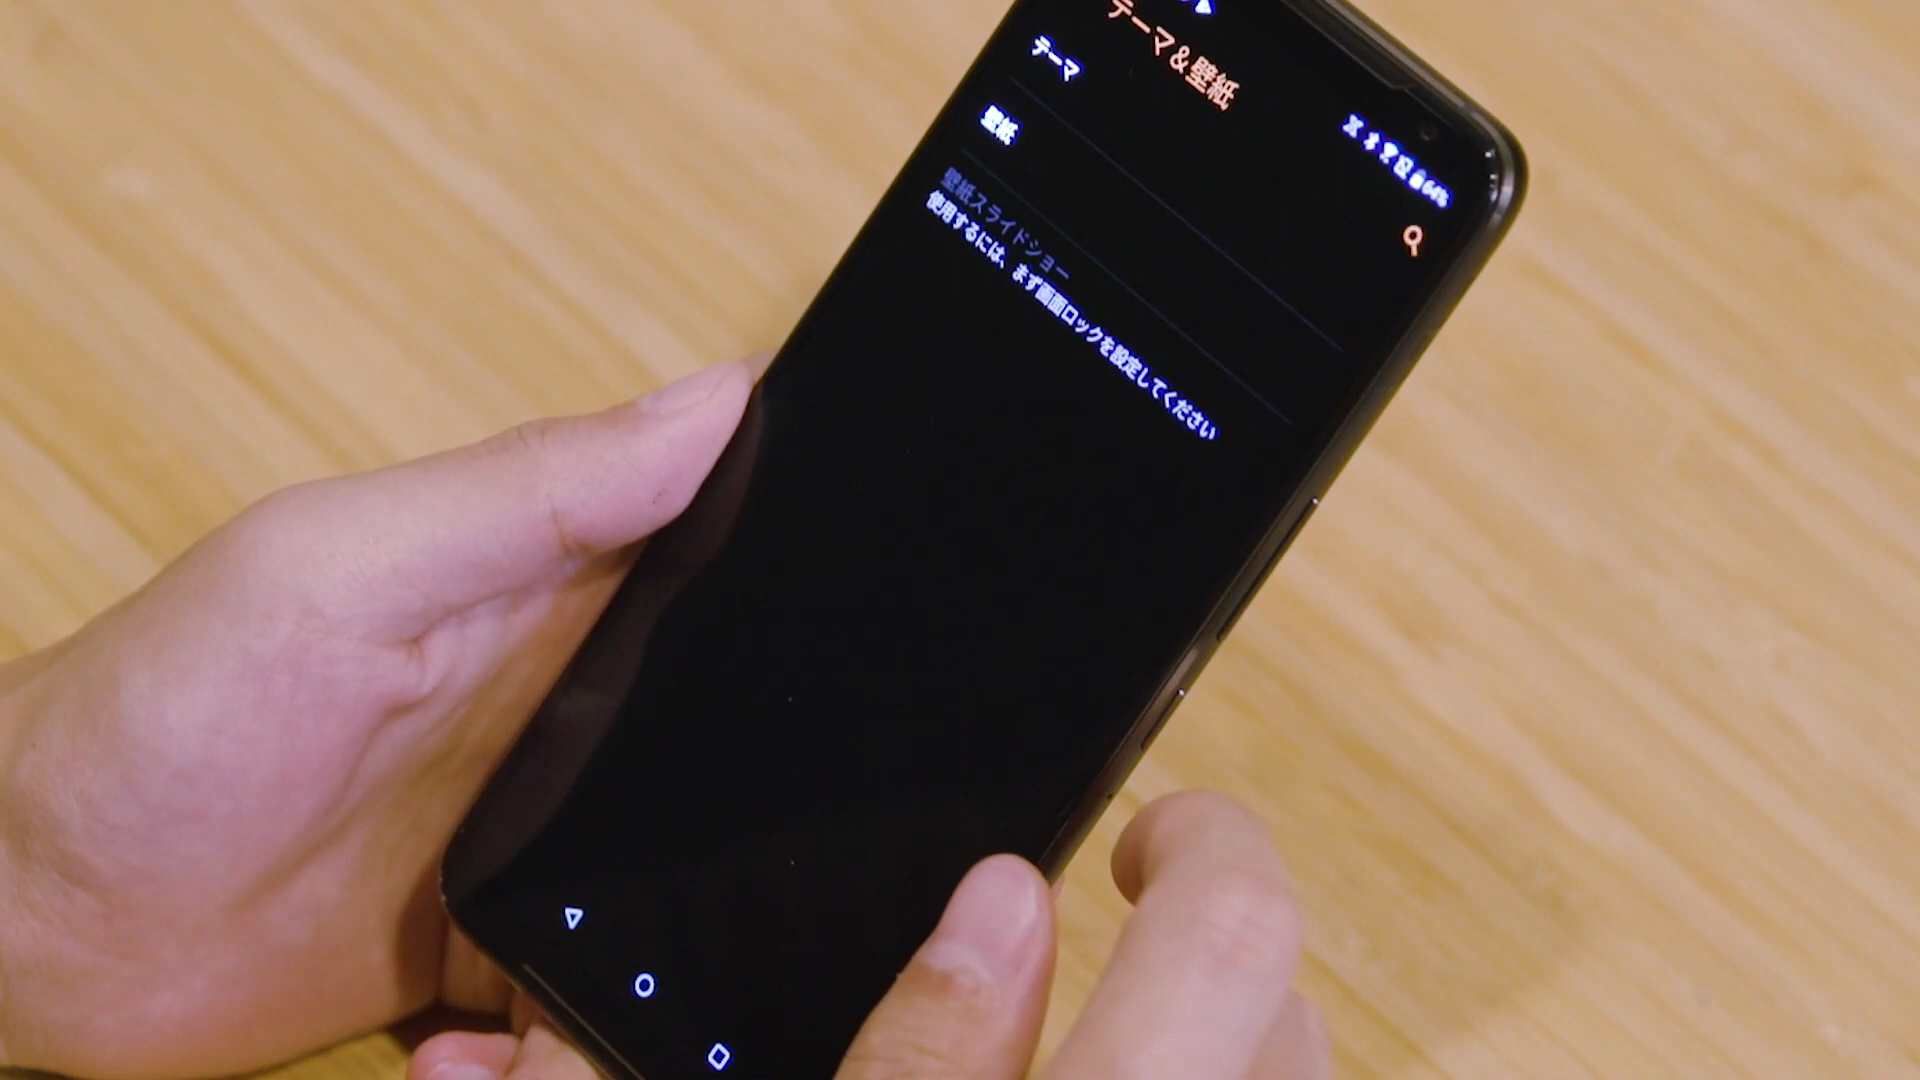 64%
テーマ&壁紙
テーマ
壁紙
壁紙スライドショー
使用するには、まず画面ロックを設定してください